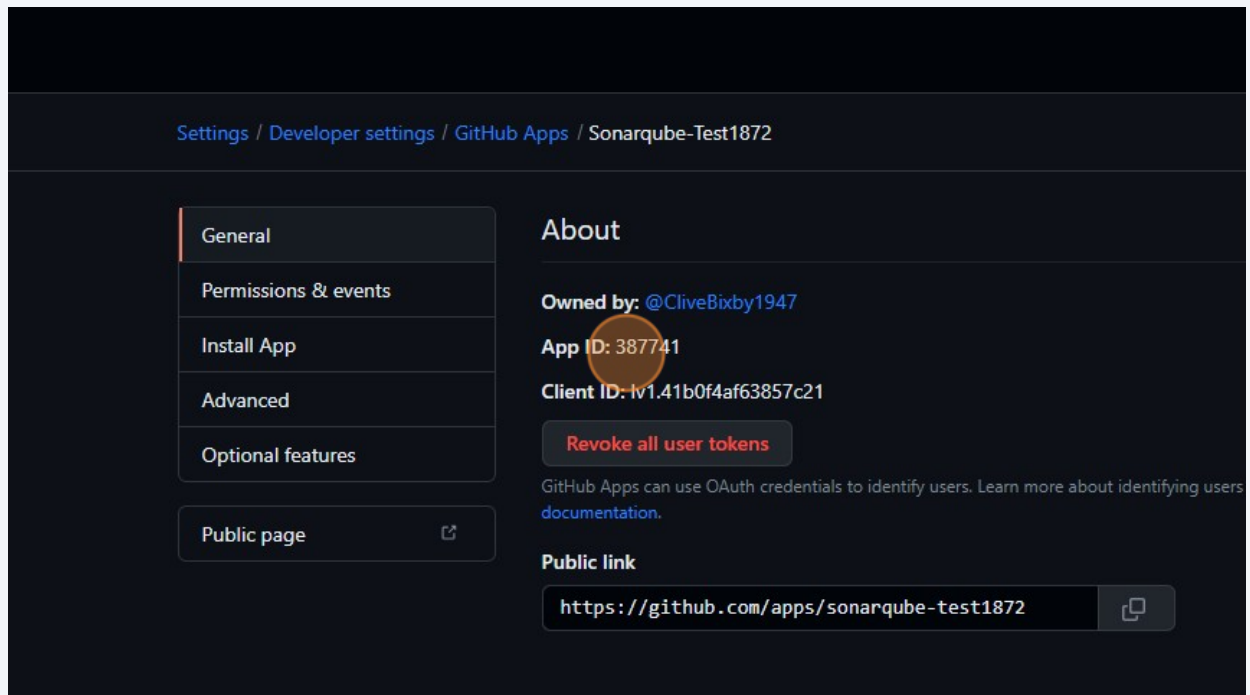 Settings / Developer settings / GitHub Apps / Sonarqube-Test1872
General
Permissions & events
Install App
Advanced
Optional features
Public page
About
Owned by: @CliveBixby1947
App ID: 387741
Client ID: Iv1.41b0f4af63857c21
Revoke all user tokens
GitHub Apps can use OAuth credentials to identify users. Learn more about identifying users
documentation.
Public link
https://github.com/apps/sonarqube-test1872